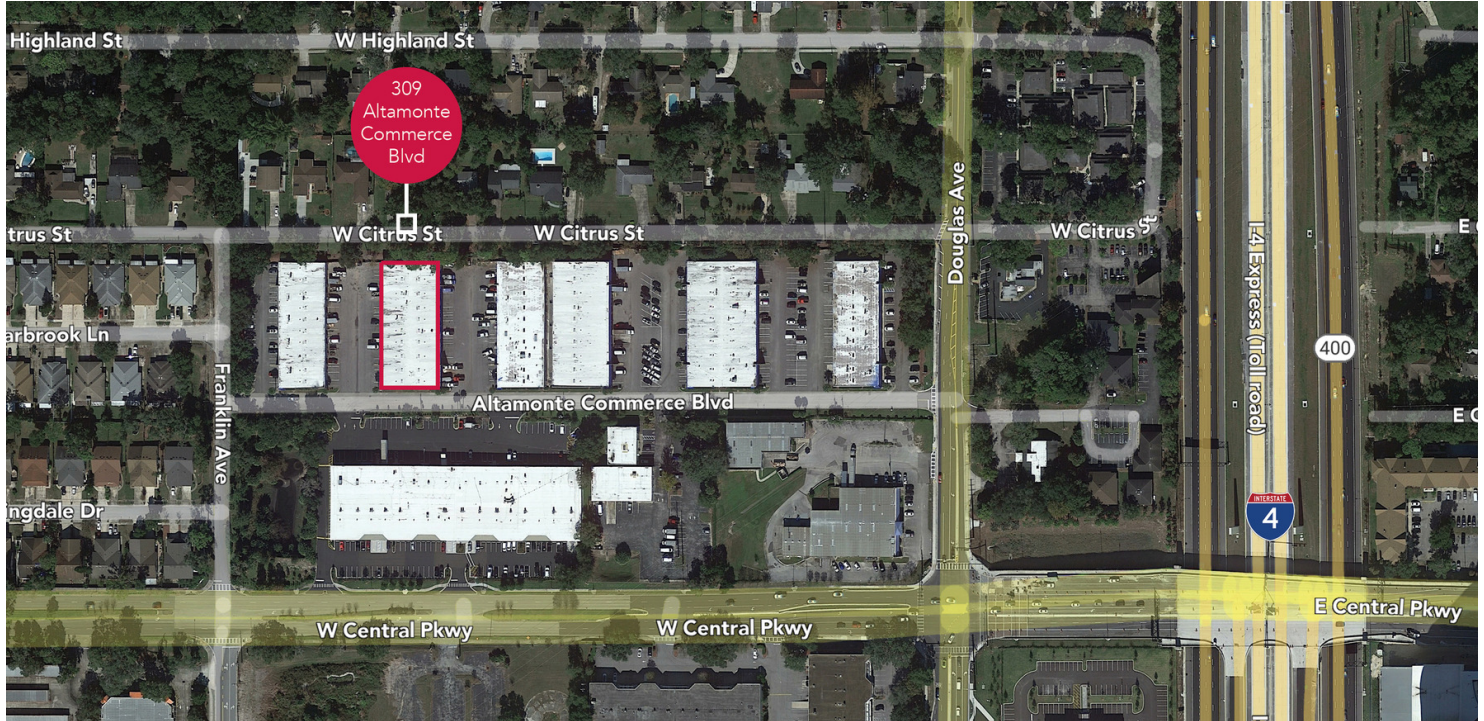 Highland St
W Highland St
309
Altamonte
Commerce
Blvd
Douglas Ave
trus St
W Citrus St
W Citrus St
W Citrus St
E
I-4 Express (Toll road)
arbrook Ln
400
Franklin Ave
Altamonte Commerce Blvd
E C
ingdale Dr
INTERSTATE
4
W Central Pkwy
W Central Pkwy
E Central Pkwy